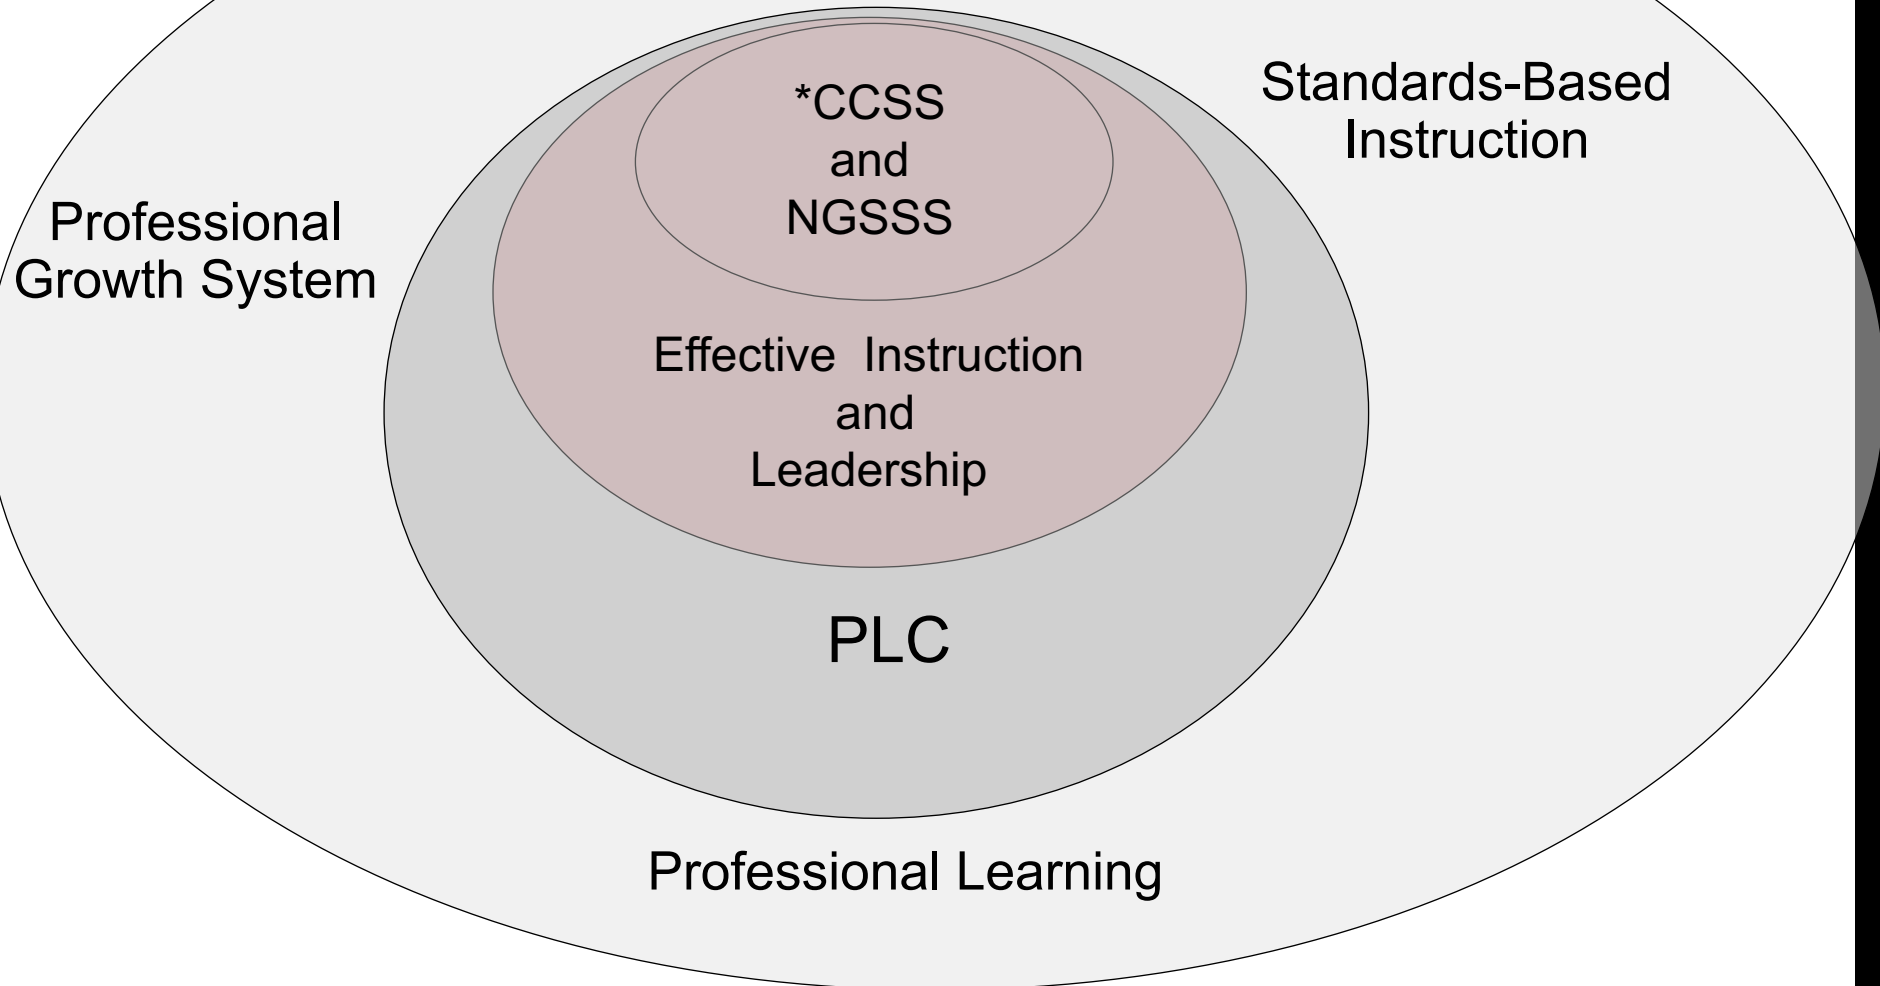 *CCSS
and
NGSSS
Standards-Based
Instruction
Professional
Growth System
Effective Instruction
and
Leadership
PLC
Professional Learning